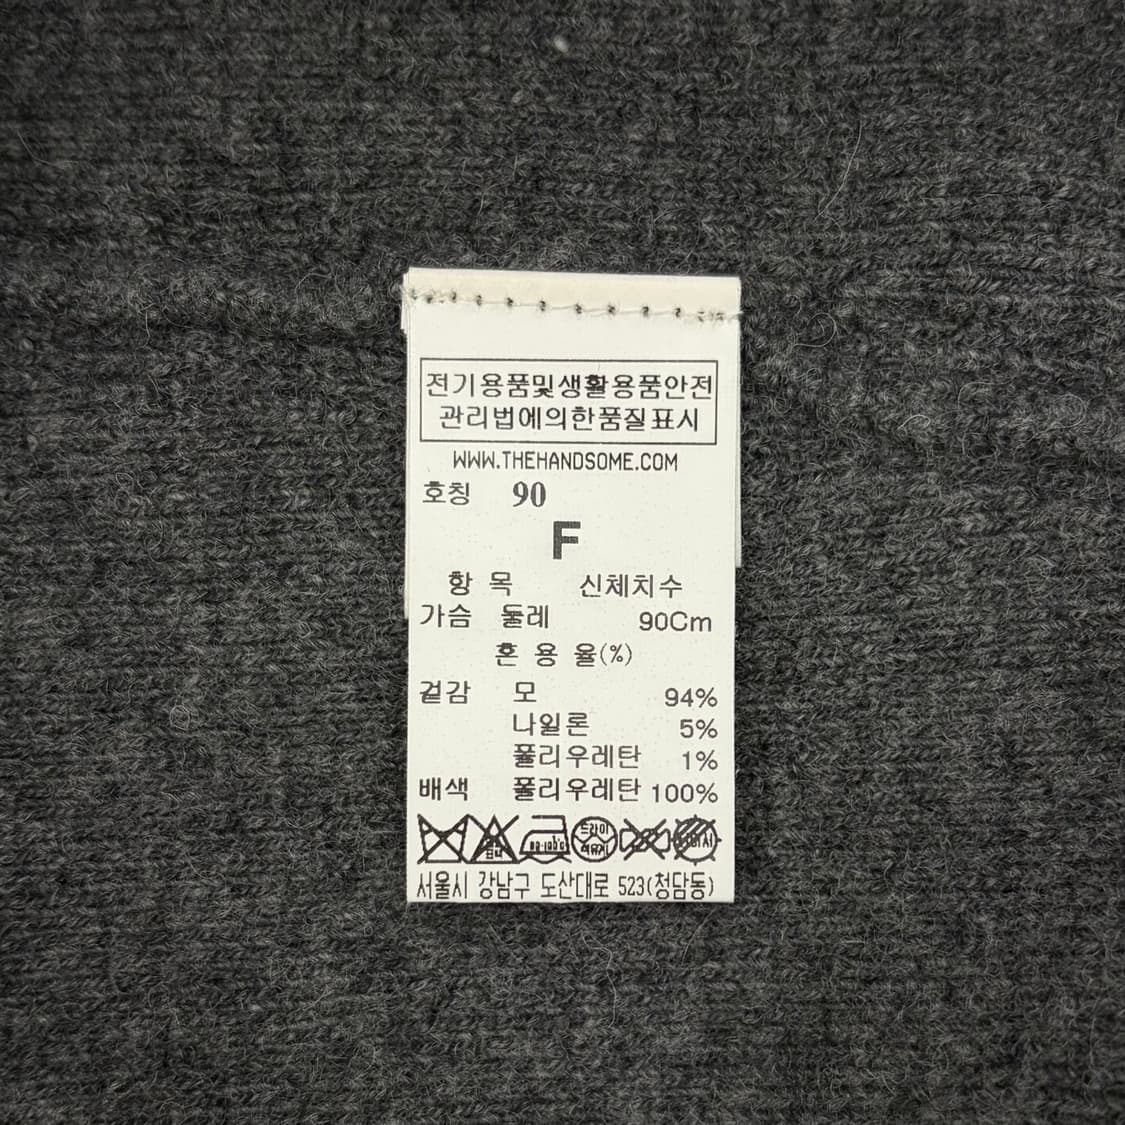 전기용품및생활용품안전
관리법에의한품질표시
WWW.THEHANDSOME.COM
호칭 90
F
항 목 신체치수
가슴 둘레 90Cm
혼 용 율(%)
겉감 모 94%
나일론 5%
폴리우레탄 1%
배색 폴리우레탄 100%
드라이
서울시 강남구 도산대로 523(청담동)